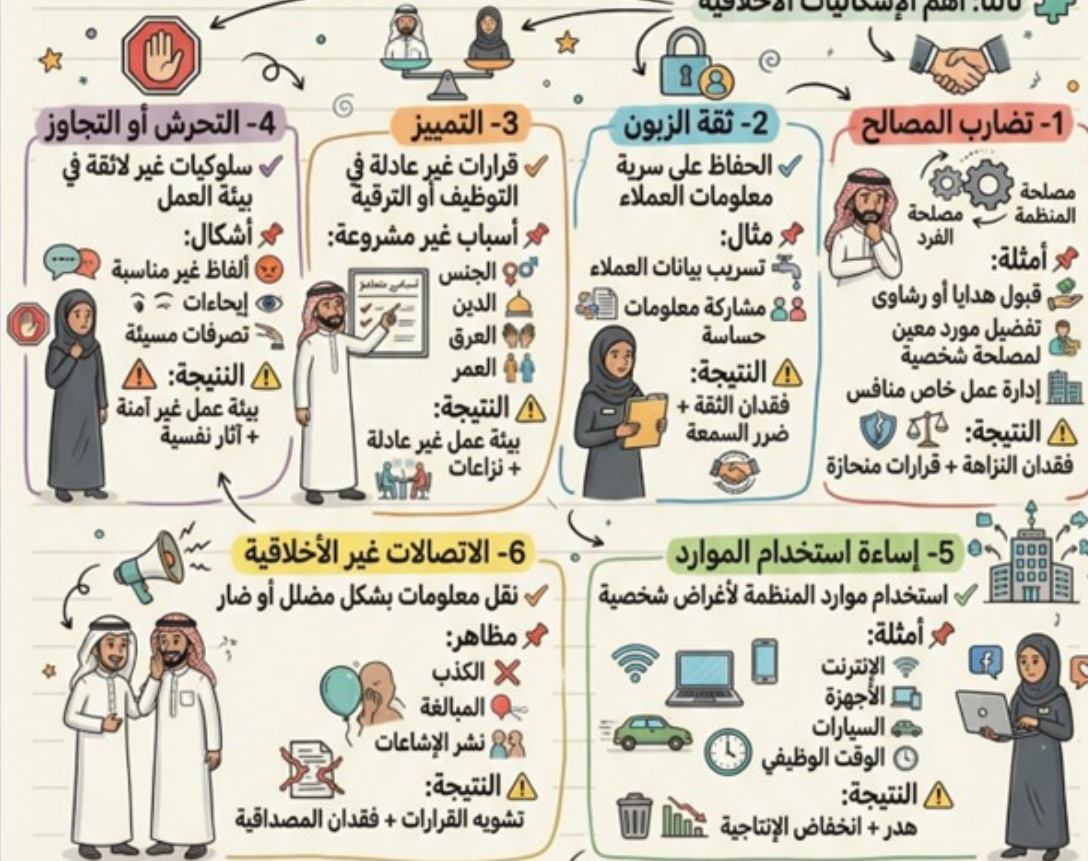 ثالثا: أهم الإشكاليات الأخلاقية
1- تضارب المصالح
مصلحة المنظمة
مصلحة الفرد
أمثلة:
قبول هدايا أو رشاوى
تفضيل مورد معين
لمصلحة شخصية
إدارة عمل خاص منافس
النتيجة:
فقدان النزاهة + قرارات منحازة
2- ثقة الزبون
الحفاظ على سرية
معلومات العملاء
مثال:
تسريب بيانات العملاء
مشاركة معلومات
حساسة
النتيجة:
فقدان الثقة +
ضرر السمعة
3- التمييز
قرارات غير عادلة في
التوظيف أو الترقية
أسباب غير مشروعة:
الجنس
الدين
العرق
العمر
النتيجة:
بيئة عمل غير عادلة
+ نزاعات
4- التحرش أو التجاوز
سلوكيات غير لائقة في
بيئة العمل
أشكال:
ألفاظ غير مناسبة
إيحاءات
تصرفات مسيئة
الننيجة:
بيئة عمل غير آمنة
+ آثار نفسية
5- إساءة استخدام الموارد
استخدام موارد المنظمة لأغراض شخصية
أمثلة:
الإنترنت
الأجهزة
السيارات
الوقت الوظيفي
النتيجة:
هدر + انخفاض الإنتاجية
6- الاتصالات غير الأخلاقية
نقل معلومات بشكل مضلل أو ضار
مظاهر:
الكذب
المبالغة
نشر الإشاعات
النتيجة:
تشويه القرارات + فقدان المصداقية